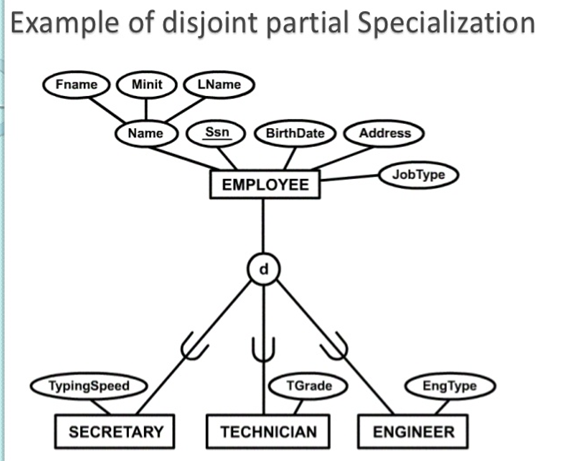 Example of disjoint partial Specialization
Fname Minit LName
Name Ssn BirthDate Address
JobType
EMPLOYEE
d
TypingSpeed TGrade EngType
SECRETARY TECHNICIAN ENGINEER